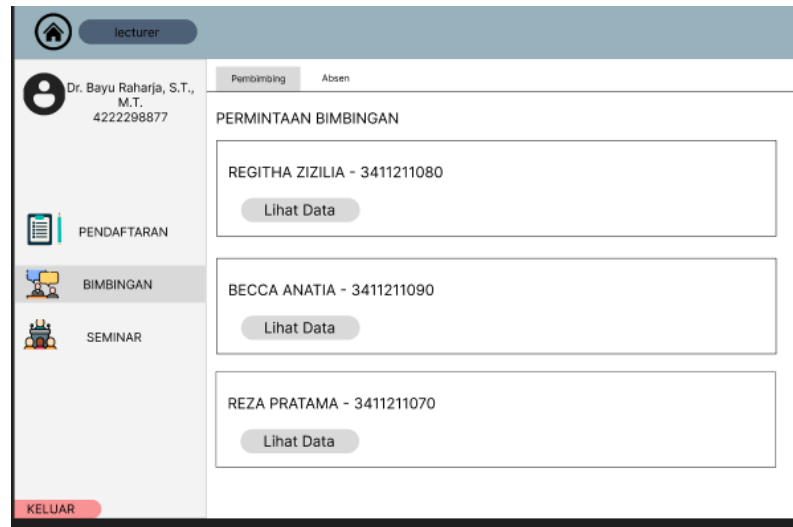 lecturer
Dr. Bayu Raharja, S.T.,
M.T.
4222298877
PENDAFTARAN
BIMBINGAN
SEMINAR
KELUAR
Pembimbing
Absen
PERMINTAAN BIMBINGAN
REGITHA ZIZILIA - 3411211080
Lihat Data
BECCA ANATIA - 3411211090
Lihat Data
REZA PRATAMA - 3411211070
Lihat Data